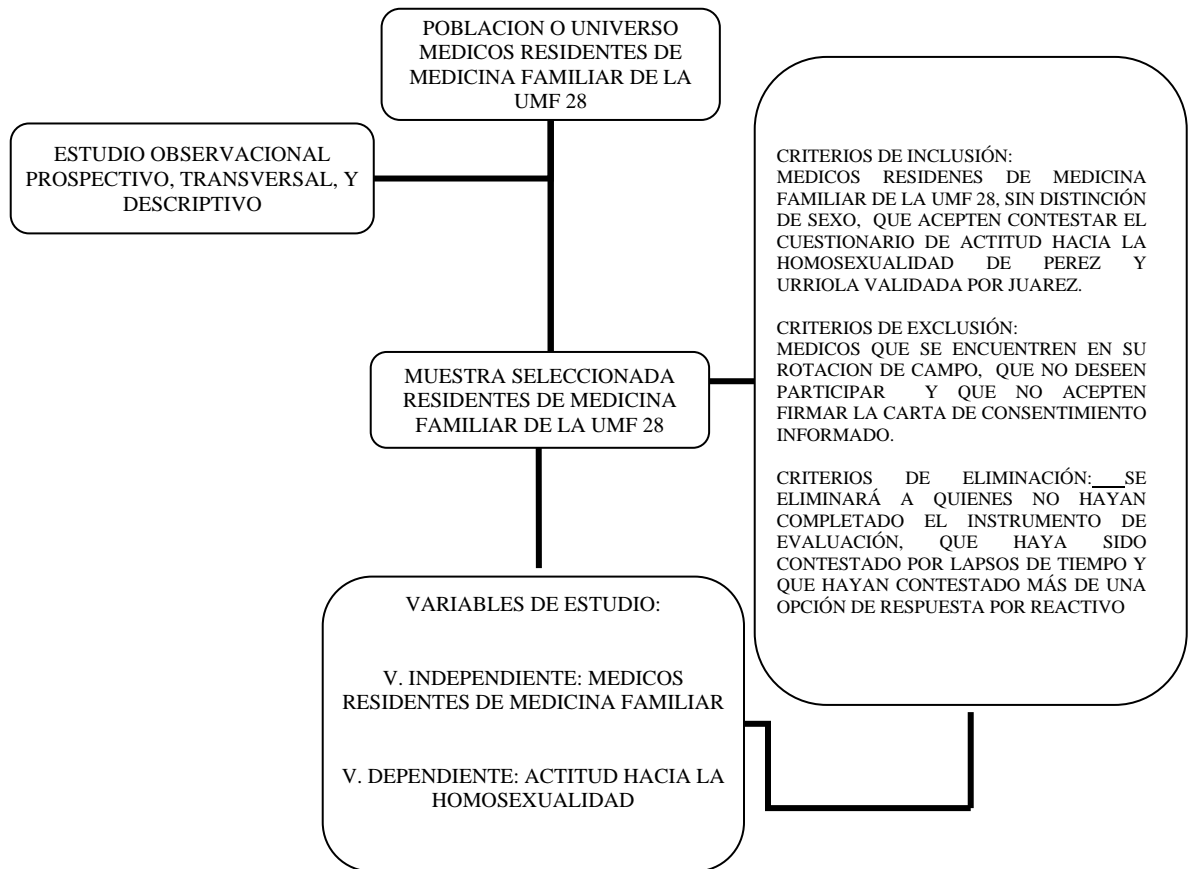 POBLACION O UNIVERSO
MEDICOS RESIDENTES DE
MEDICINA FAMILIAR DE LA
UMF 28
ESTUDIO OBSERVACIONAL
PROSPECTIVO, TRANSVERSAL, Y
DESCRIPTIVO
CRITERIOS DE INCLUSIÓN:
MEDICOS RESIDENES DE MEDICINA
FAMILIAR DE LA UMF 28, SIN DISTINCIÓN
DE SEXO, QUE ACEPTEN CONTESTAR EL
CUESTIONARIO DE ACTITUD HACIA LA
HOMOSEXUALIDAD DE PEREZ Y
URRIOLA VALIDADA POR JUAREZ.
CRITERIOS DE EXCLUSIÓN:
MEDICOS QUE SE ENCUENTREN EN SU
ROTACION DE CAMPO, QUE NO DESEEN
PARTICIPAR Y QUE NO ACEPTEN
FIRMAR LA CARTA DE CONSENTIMIENTO
INFORMADO.
CRITERIOS DE ELIMINACIÓN: SE
ELIMINARÁ A QUIENES NO HAYAN
COMPLETADO EL INSTRUMENTO DE
EVALUACIÓN, QUE HAYA SIDO
CONTESTADO POR LAPSOS DE TIEMPO Y
QUE HAYAN CONTESTADO MÁS DE UNA
OPCIÓN DE RESPUESTA POR REACTIVO
MUESTRA SELECCIONADA
RESIDENTES DE MEDICINA
FAMILIAR DE LA UMF 28
VARIABLES DE ESTUDIO:
V. INDEPENDIENTE: MEDICOS
RESIDENTES DE MEDICINA FAMILIAR
V. DEPENDIENTE: ACTITUD HACIA LA
HOMOSEXUALIDAD